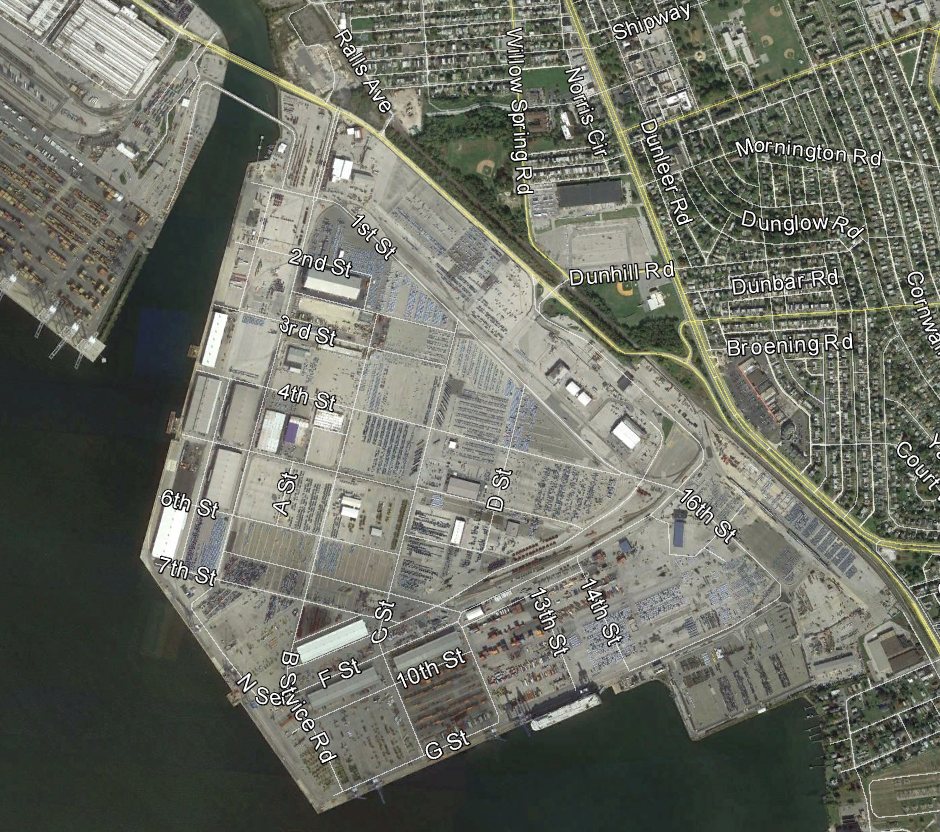 Shipway
Ralls Ave
Willow Spring Rd
Norris Cir
Dunleer Rd
Mornington Rd
1st St
Dunglow Rd
2nd St
Dunhill Rd
Dunbar Rd
3rd St
Broening Rd
4th St
Court
A St
D St
6th St
16th St
7th St
13th St
14th St
C St
B St
F St
10th St
N Service Rd
G St